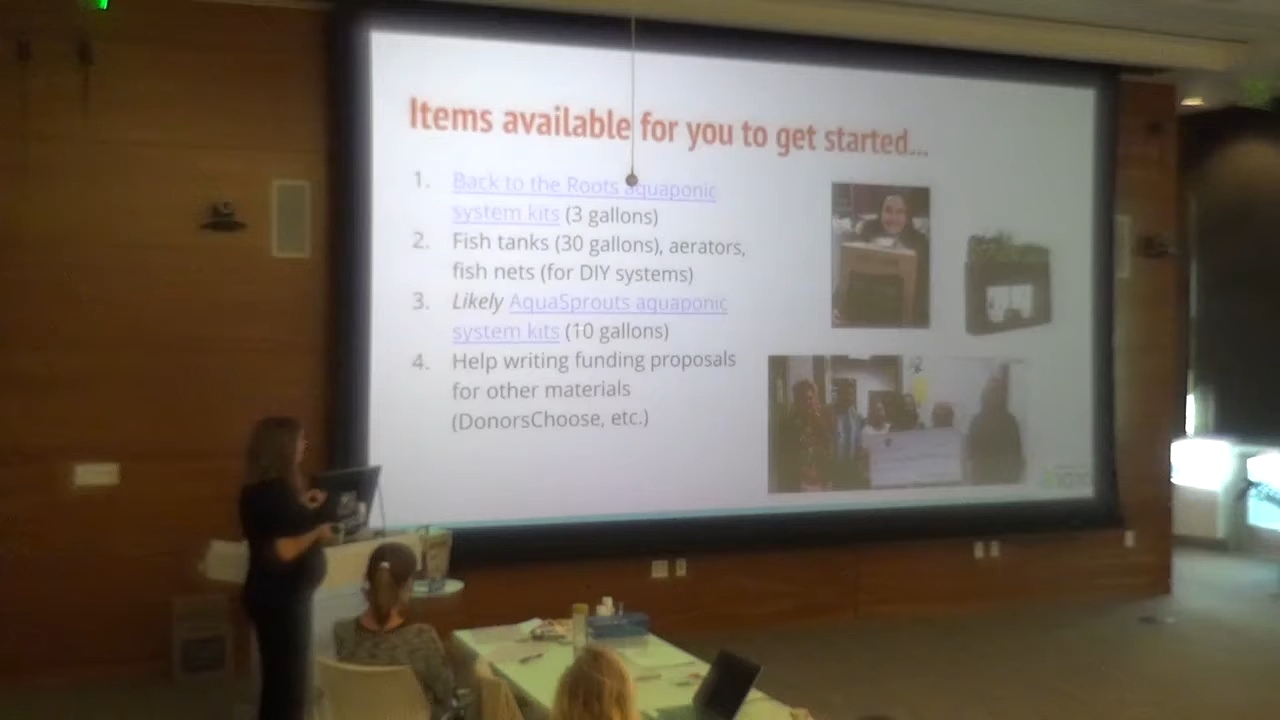 Items available for you to get started...
1. Back to the Roots aquaponic
system kits (3 gallons)
2. Fish tanks (30 gallons), aerators,
fish nets (for DIY systems)
3. Likely AquaSprouts aquaponic
system kits (10 gallons)
4. Help writing funding proposals
for other materials
(DonorsChoose, etc.)